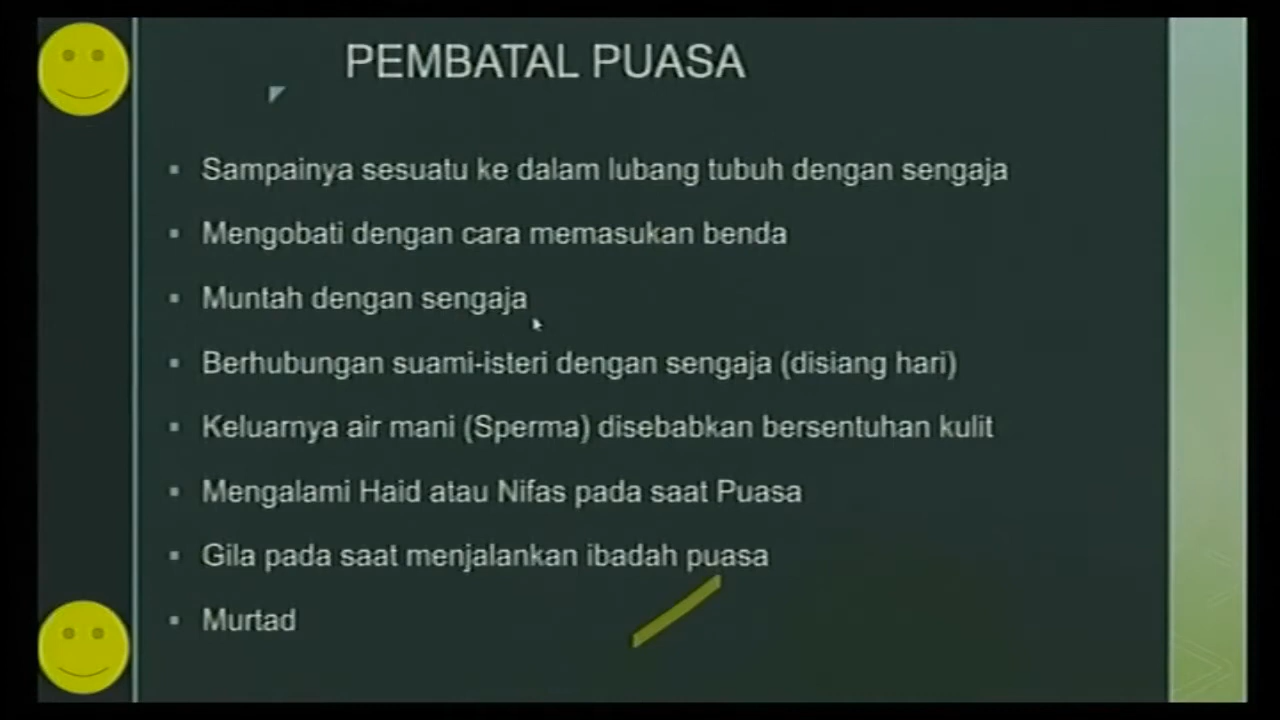 PEMBATAL PUASA
Sampainya sesuatu ke dalam lubang tubuh dengan sengaja
Mengobati dengan cara memasukan benda
Muntah dengan sengaja
Berhubungan suami-isteri dengan sengaja (disiang hari)
Keluarnya air mani (Sperma) disebabkan bersentuhan kulit
Mengalami Haid atau Nifas pada saat Puasa
Gila pada saat menjalankan ibadah puasa
Murtad